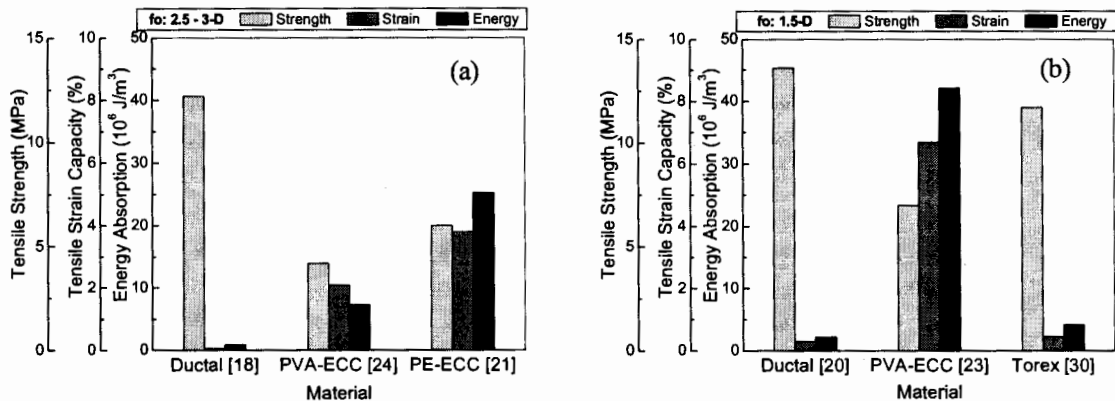 fo: 2.5 - 3-D Strength Strain Energy
(a)
Tensile Strength (MPa)
15
10
5
0
Tensile Strain Capacity (%)
10
8
6
4
2
0
Energy Absorption (10⁶ J/m³)
50
40
30
20
10
0
Ductal [18] PVA-ECC [24] PE-ECC [21]
Material
fo: 1.5-D Strength Strain Energy
(b)
Tensile Strength (MPa)
15
10
5
0
Tensile Strain Capacity (%)
10
8
6
4
2
0
Energy Absorption (10⁶ J/m³)
50
40
30
20
10
0
Ductal [20] PVA-ECC [23] Torex [30]
Material